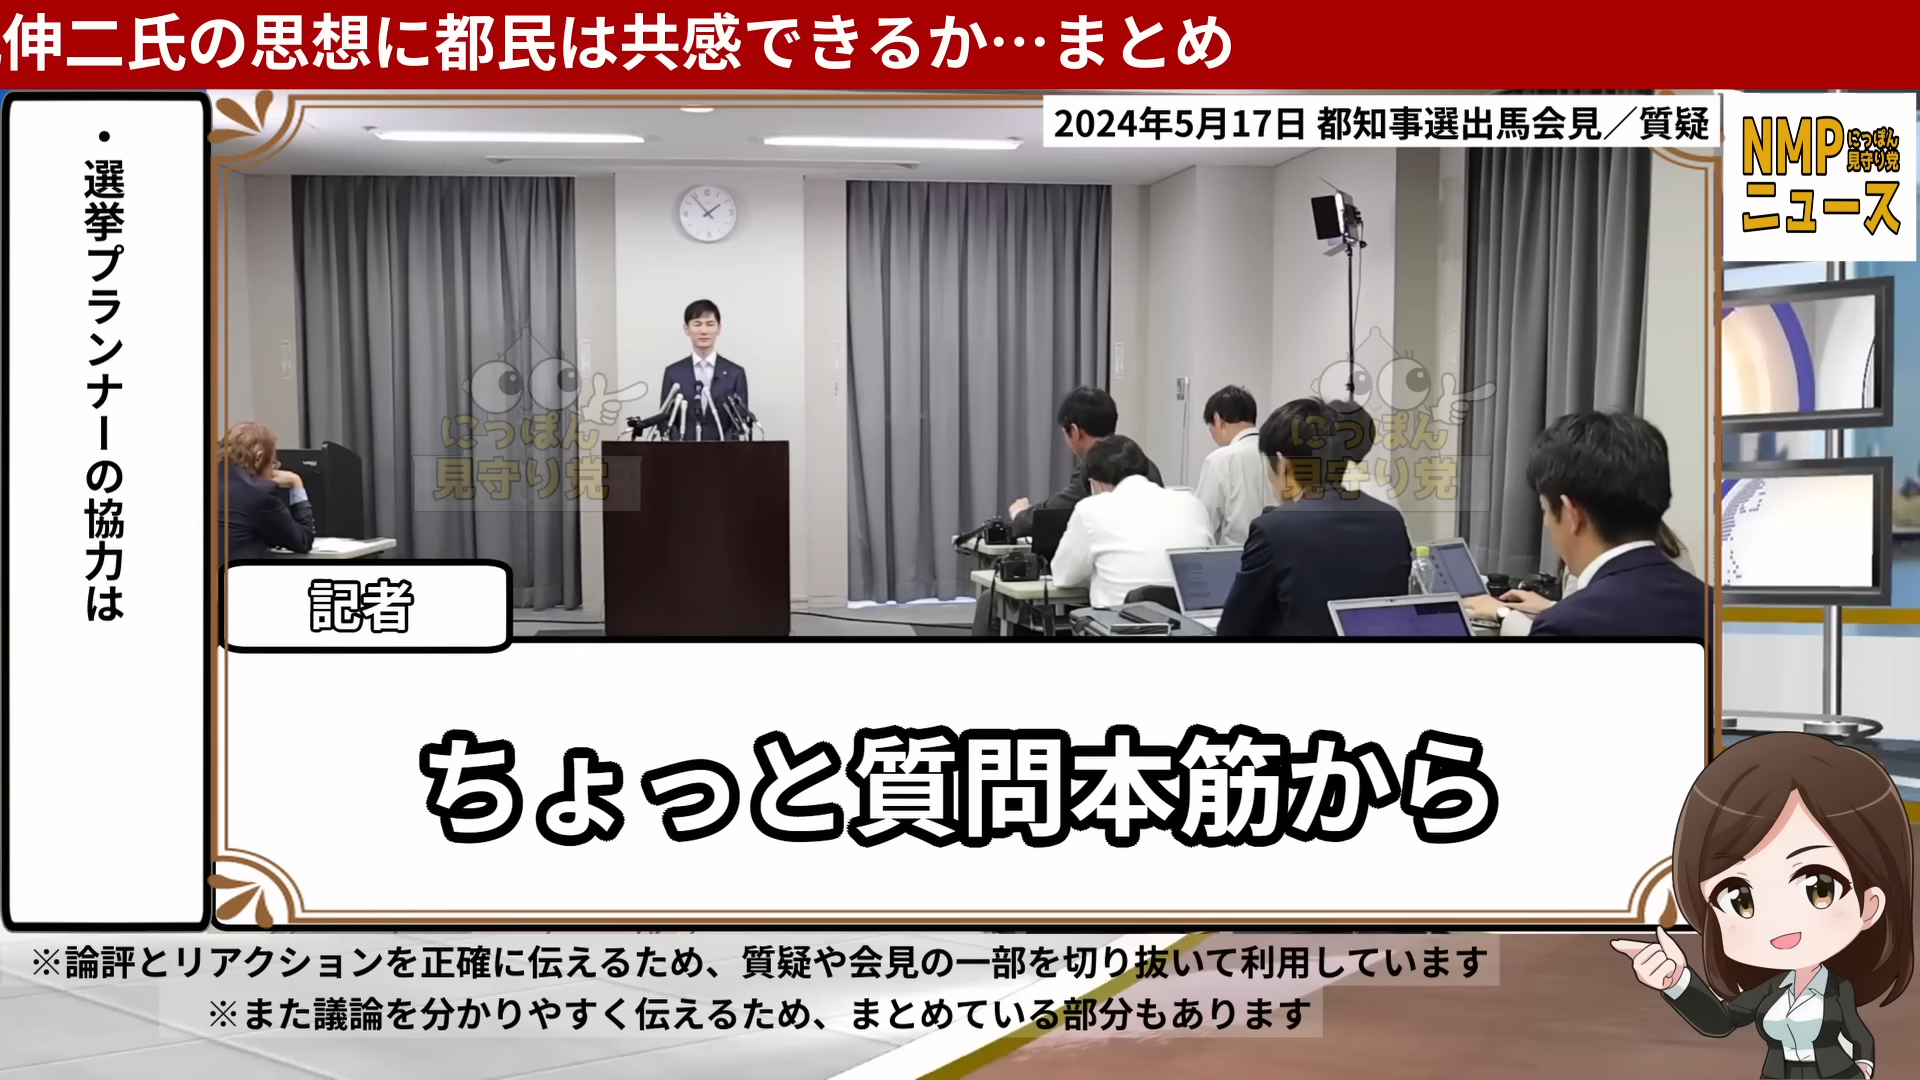 伸二氏の思想に都民は共感できるか…まとめ
2024年5月17日 都知事選出馬会見／質疑
NMP
にっぽん
見守り党
ニュース
・選挙プランナーの協力は
にっぽん
見守り党
にっぽん
見守り党
記者
ちょっと質問本筋から
※論評とリアクションを正確に伝えるため、質疑や会見の一部を切り抜いて利用しています
※また議論を分かりやすく伝えるため、まとめている部分もあります